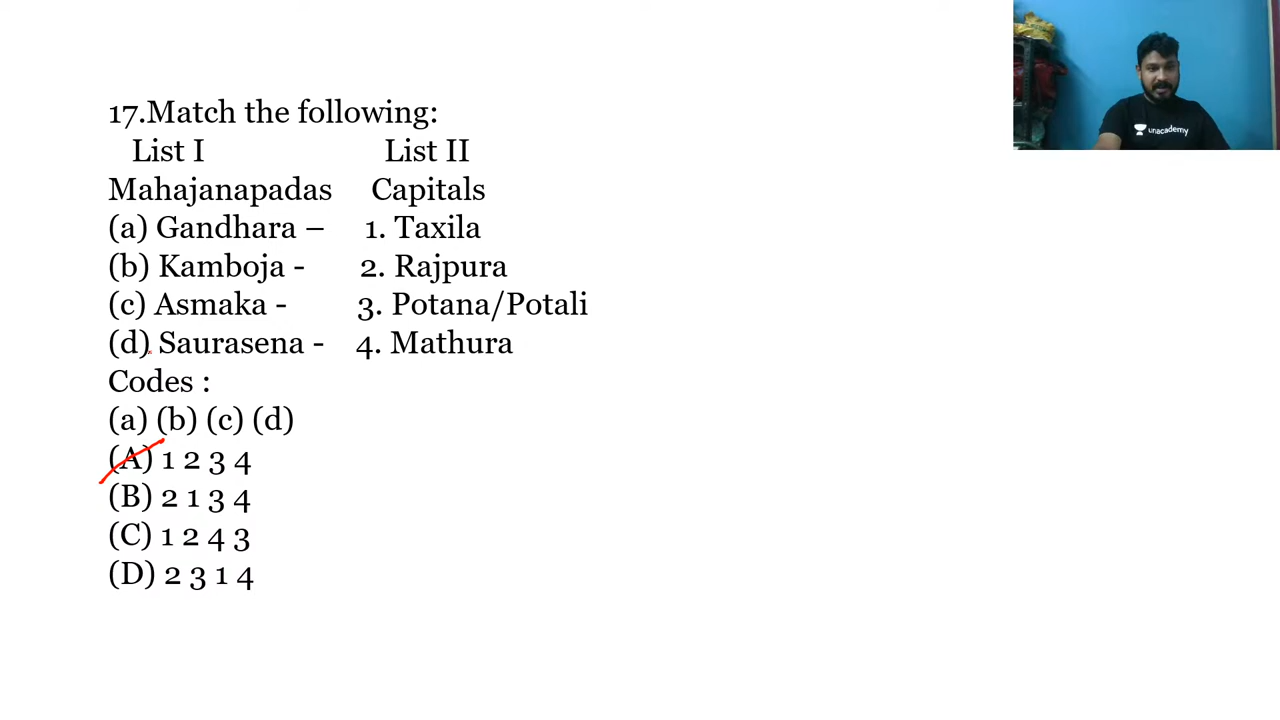 17.Match the following:
List I List II
Mahajanapadas Capitals
(a) Gandhara – 1. Taxila
(b) Kamboja - 2. Rajpura
(c) Asmaka - 3. Potana/Potali
(d) Saurasena - 4. Mathura
Codes :
(a) (b) (c) (d)
(A) 1 2 3 4
(B) 2 1 3 4
(C) 1 2 4 3
(D) 2 3 1 4
unacademy